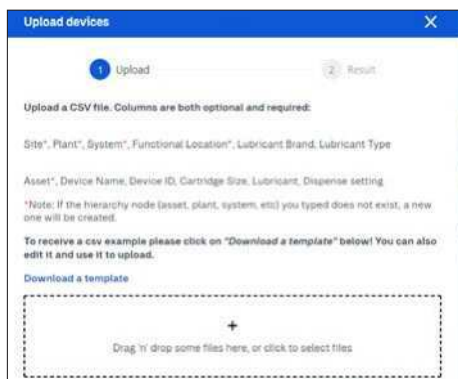 Upload devices
1 Upload 2 Result
Upload a CSV file. Columns are both optional and required:
Site*, Plant*, System*, Functional Location*, Lubricant Brand, Lubricant Type
Asset*, Device Name, Device ID, Cartridge Size, Lubricant, Dispense setting
*Note: If the hierarchy node (asset, plant, system, etc) you typed does not exist, a new
one will be created.
To receive a csv example please click on "Download a template" below! You can also
edit it and use it to upload.
Download a template
+
Drag 'n' drop some files here, or click to select files